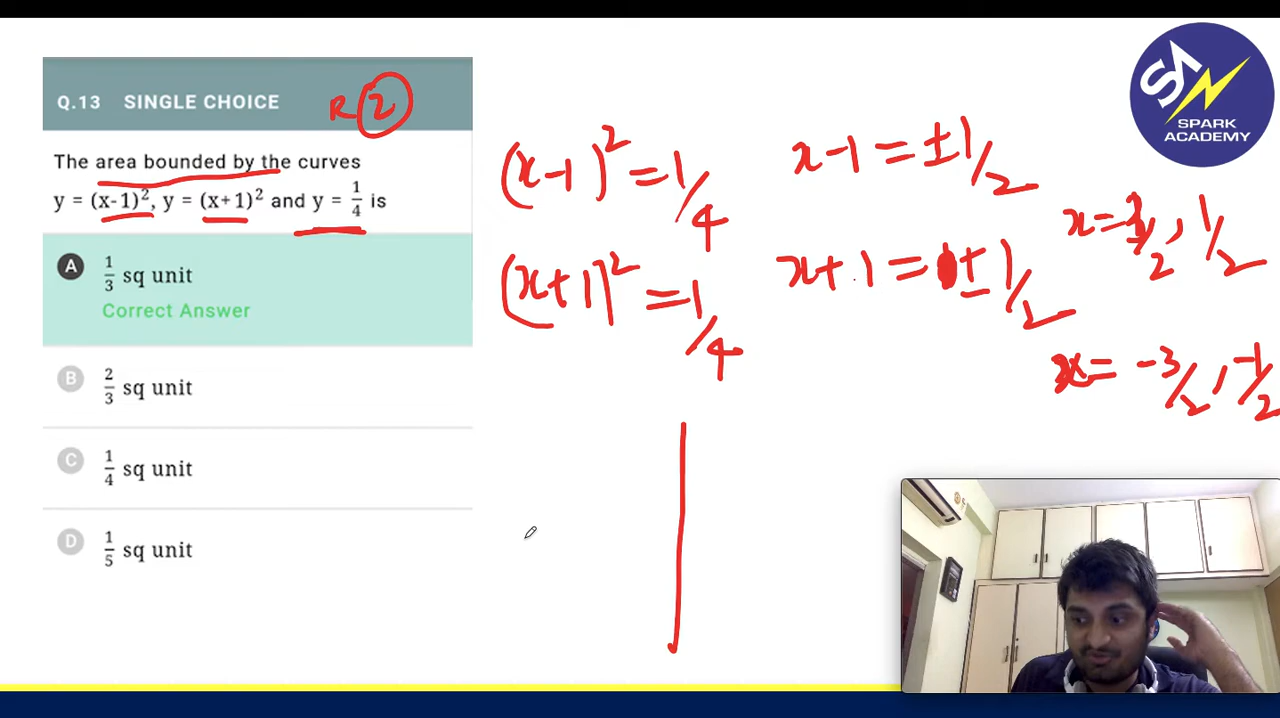 Q.13 SINGLE CHOICE
R 2
The area bounded by the curves
y = (x-1)², y = (x+1)² and y = 1/4 is
A 1/3 sq unit
Correct Answer
B 2/3 sq unit
C 1/4 sq unit
D 1/5 sq unit
(x-1)² = 1/4
x-1 = ±1/2
x = 3/2, 1/2
(x+1)² = 1/4
x+1 = ±1/2
x = -3/2, -1/2
SPARK
ACADEMY